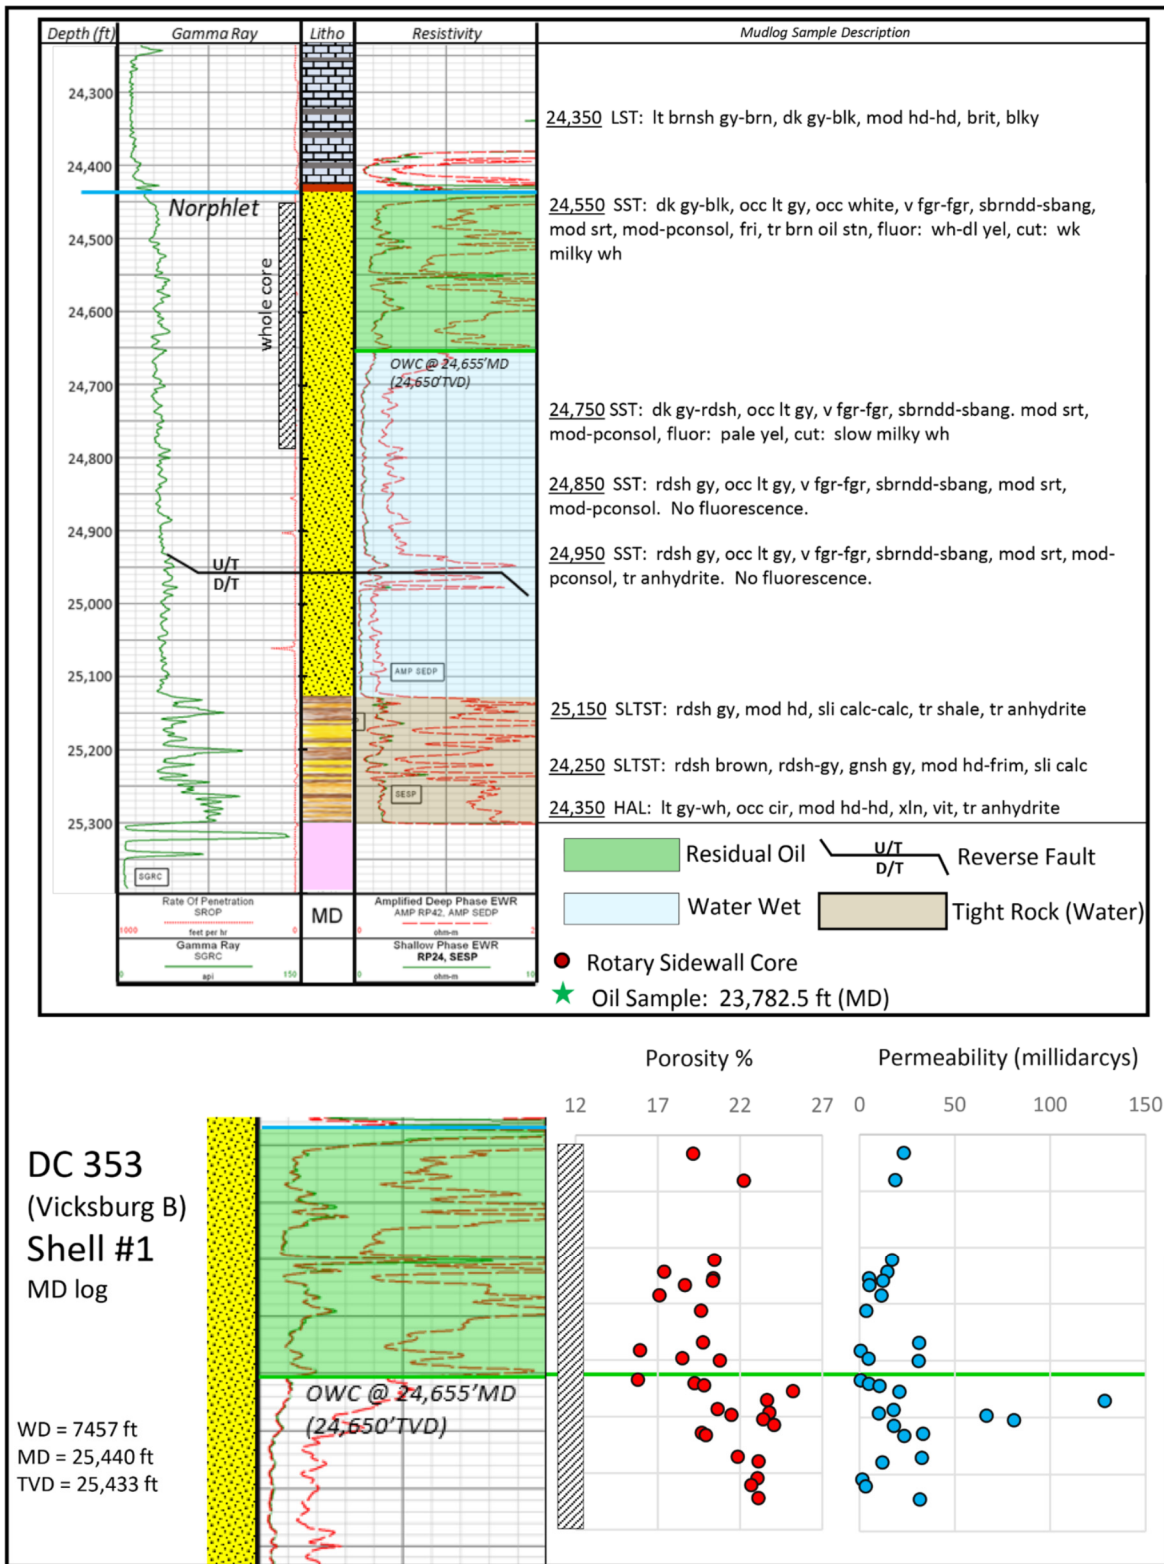 Depth (ft) Gamma Ray Litho Resistivity Mudlog Sample Description
24,300
24,350 LST: lt brnsh gy-brn, dk gy-blk, mod hd-hd, brit, blky
24,400
Norphlet
24,550 SST: dk gy-blk, occ lt gy, occ white, v fgr-fgr, sbrndd-sbang,
mod srt, mod-pconsol, fri, tr brn oil stn, fluor: wh-dl yel, cut: wk
milky wh
24,500
whole core
24,600
OWC @ 24,655'MD
(24,650'TVD)
24,700
24,750 SST: dk gy-rdsh, occ lt gy, v fgr-fgr, sbrndd-sbang. mod srt,
mod-pconsol, fluor: pale yel, cut: slow milky wh
24,800
24,850 SST: rdsh gy, occ lt gy, v fgr-fgr, sbrndd-sbang, mod srt,
mod-pconsol. No fluorescence.
24,900
24,950 SST: rdsh gy, occ lt gy, v fgr-fgr, sbrndd-sbang, mod srt, mod-
pconsol, tr anhydrite. No fluorescence.
U/T
D/T
25,000
25,100
AMP SEDP
25,150 SLTST: rdsh gy, mod hd, sli calc-calc, tr shale, tr anhydrite
25,200
24,250 SLTST: rdsh brown, rdsh-gy, gnsh gy, mod hd-frim, sli calc
SESP
24,350 HAL: lt gy-wh, occ cir, mod hd-hd, xln, vit, tr anhydrite
25,300
SGRC
Residual Oil
U/T
D/T
Reverse Fault
Water Wet
Tight Rock (Water)
Rotary Sidewall Core
Oil Sample: 23,782.5 ft (MD)
Rate Of Penetration
SROP
1000 feet per hr 0
Gamma Ray
SGRC
0 api 150
MD
Amplified Deep Phase EWR
AMP RP42, AMP SEDP
0 ohm-m 2
Shallow Phase EWR
RP24, SESP
0 ohm-m 10
Porosity % Permeability (millidarcys)
12 17 22 27 0 50 100 150
DC 353
(Vicksburg B)
Shell #1
MD log
OWC @ 24,655'MD
(24,650'TVD)
WD = 7457 ft
MD = 25,440 ft
TVD = 25,433 ft